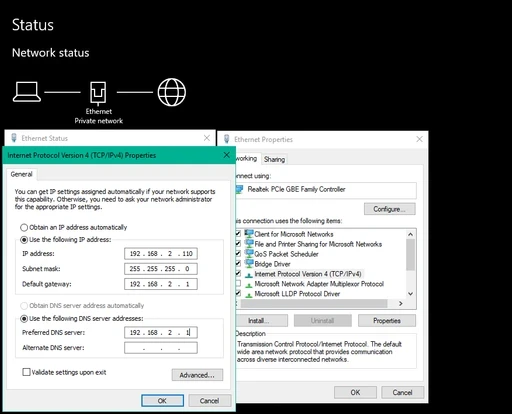 Status
Network status
Ethernet
Private network
Ethernet Status
Internet Protocol Version 4 (TCP/IPv4) Properties
General
You can get IP settings assigned automatically if your network supports
this capability. Otherwise, you need to ask your network administrator
for the appropriate IP settings.
Obtain an IP address automatically
Use the following IP address:
IP address: 192 . 168 . 2 . 110
Subnet mask: 255 . 255 . 255 . 0
Default gateway: 192 . 168 . 2 . 1
Obtain DNS server address automatically
Use the following DNS server addresses:
Preferred DNS server: 192 . 168 . 2 . 1
Alternate DNS server: . . .
Validate settings upon exit
Advanced...
OK Cancel
Ethernet Properties
working Sharing
nnect using:
Realtek PCIe GBE Family Controller
Configure...
his connection uses the following items:
Client for Microsoft Networks
File and Printer Sharing for Microsoft Networks
QoS Packet Scheduler
Bridge Driver
Internet Protocol Version 4 (TCP/IPv4)
Microsoft Network Adapter Multiplexor Protocol
Microsoft LLDP Protocol Driver
Install... Uninstall Properties
Description
Transmission Control Protocol/Internet Protocol. The default
wide area network protocol that provides communication
across diverse interconnected networks.
OK Cancel